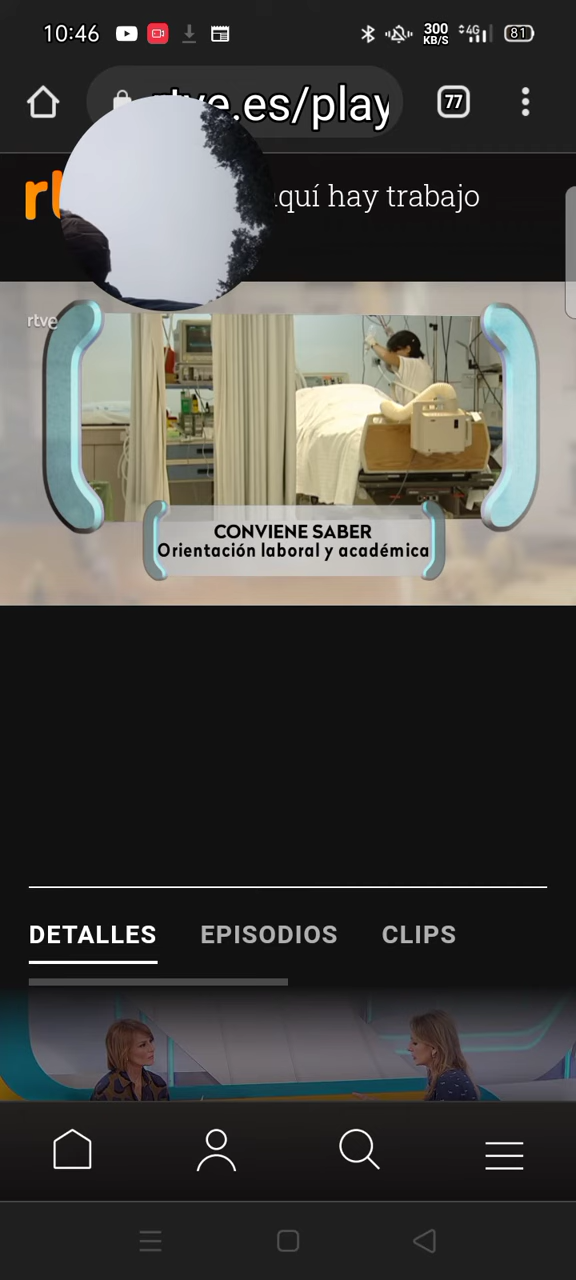 10:46
300
KB/S
4G
81
rtve.es/play
77
aquí hay trabajo
rtve
CONVIENE SABER
Orientación laboral y académica
DETALLES EPISODIOS CLIPS